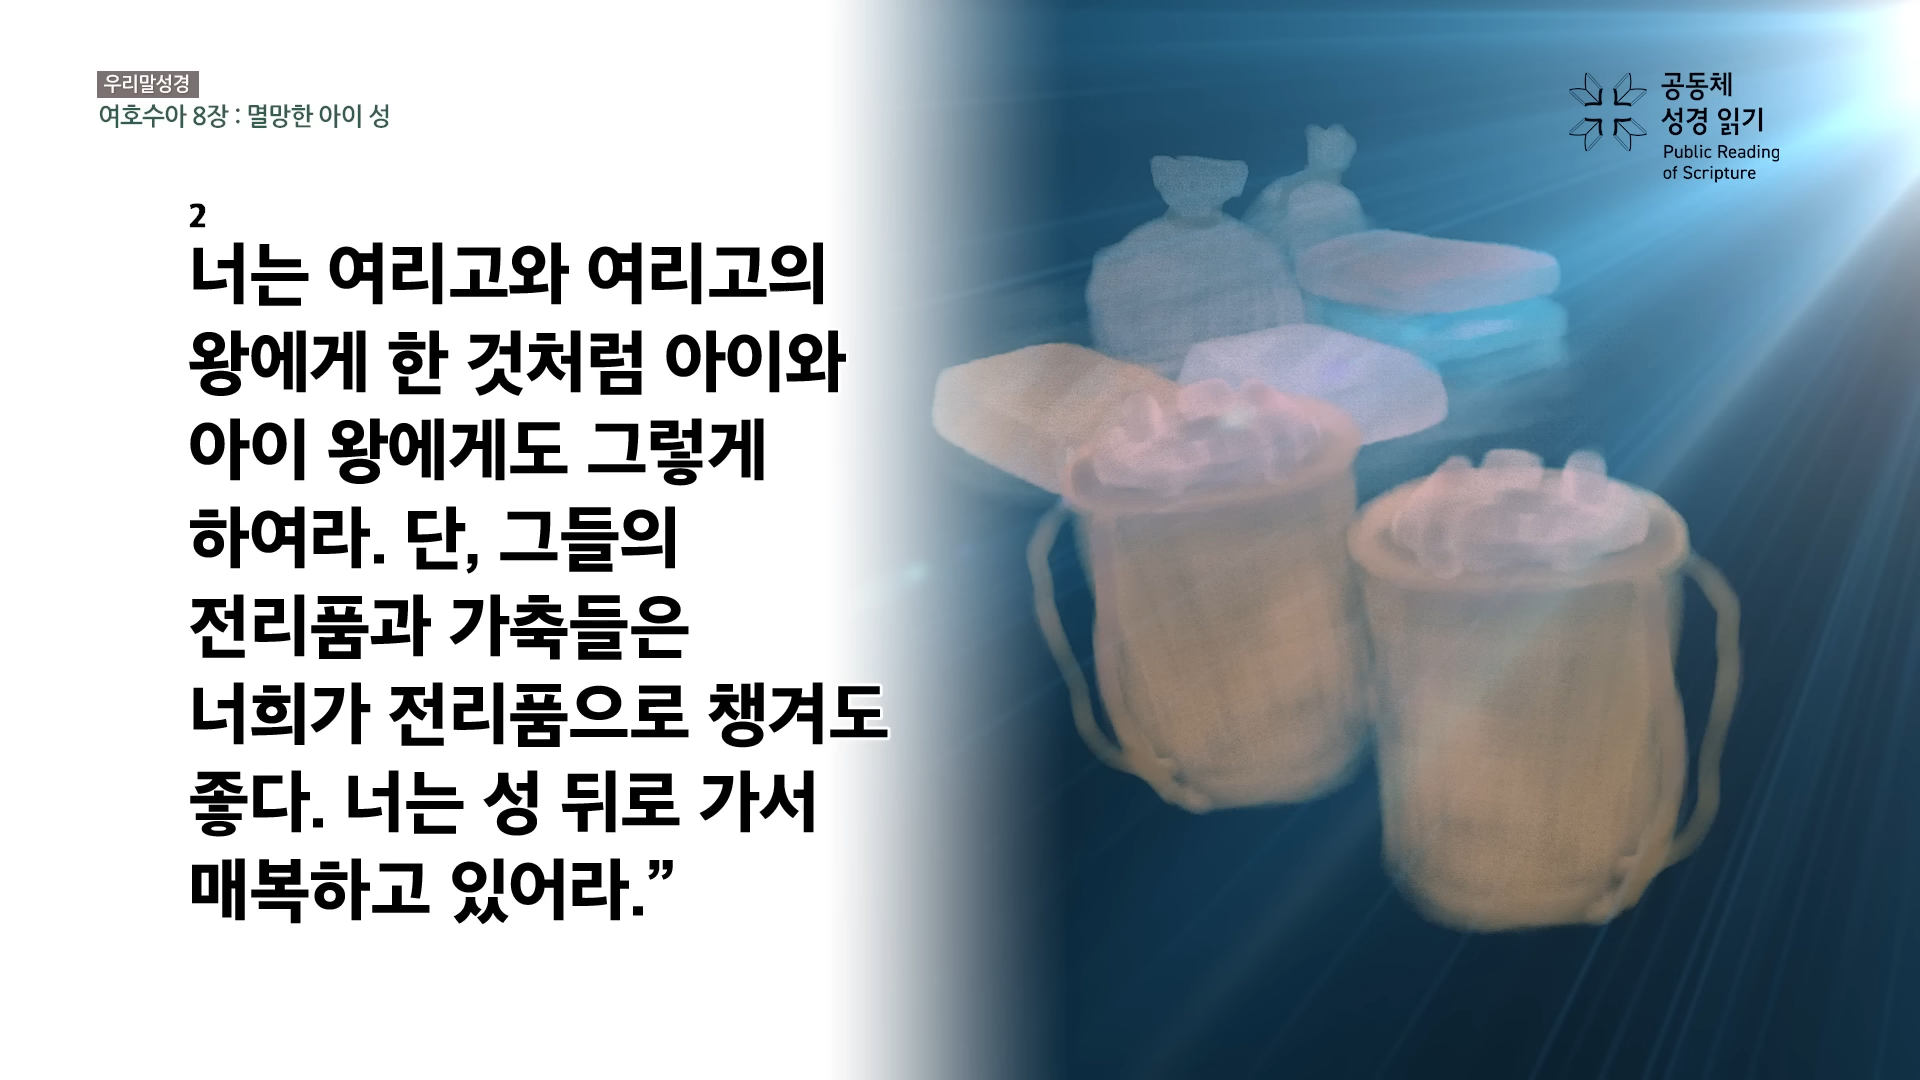 우리말성경
여호수아 8장 : 멸망한 아이 성
공동체
성경 읽기
Public Reading
of Scripture
2
너는 여리고와 여리고의
왕에게 한 것처럼 아이와
아이 왕에게도 그렇게
하여라. 단, 그들의
전리품과 가축들은
너희가 전리품으로 챙겨도
좋다. 너는 성 뒤로 가서
매복하고 있어라.”